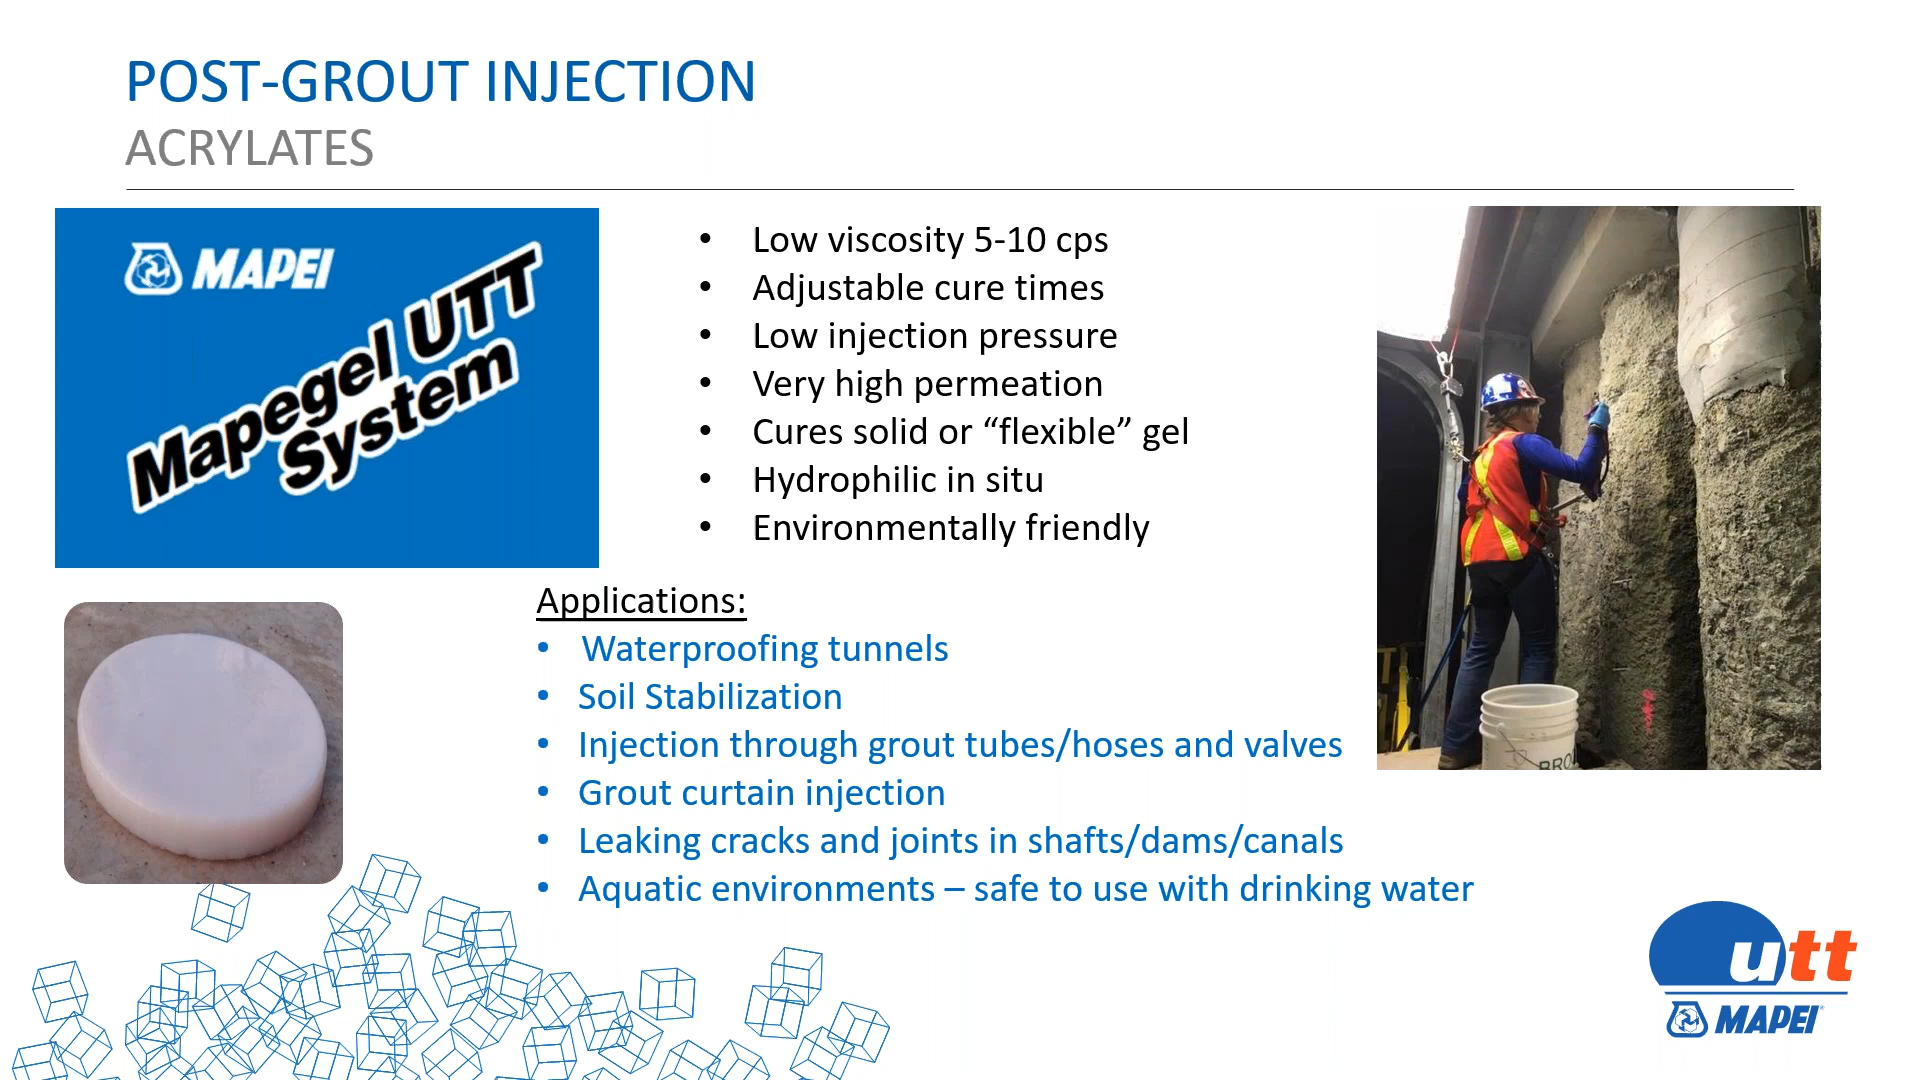 POST-GROUT INJECTION
ACRYLATES
MAPEI
Mapegel UTT
System
• Low viscosity 5-10 cps
• Adjustable cure times
• Low injection pressure
• Very high permeation
• Cures solid or “flexible” gel
• Hydrophilic in situ
• Environmentally friendly
Applications:
• Waterproofing tunnels
• Soil Stabilization
• Injection through grout tubes/hoses and valves
• Grout curtain injection
• Leaking cracks and joints in shafts/dams/canals
• Aquatic environments – safe to use with drinking water
utt
MAPEI